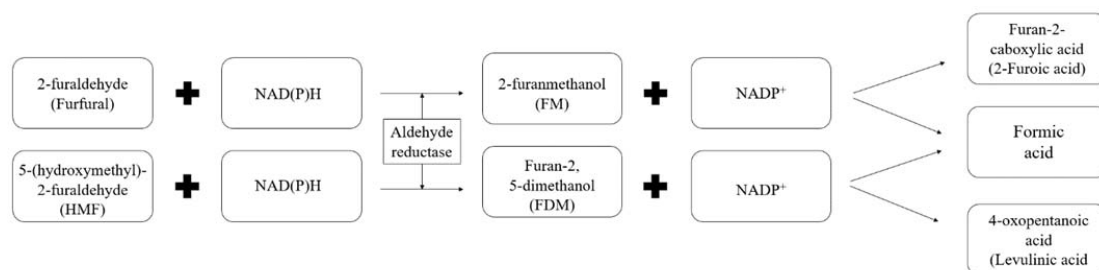 2-furaldehyde
(Furfural)
NAD(P)H
2-furanmethanol
(FM)
NADP⁺
Furan-2-
caboxylic acid
(2-Furoic acid)
Aldehyde
reductase
Formic
acid
5-(hydroxymethyl)-
2-furaldehyde
(HMF)
NAD(P)H
Furan-2,
5-dimethanol
(FDM)
NADP⁺
4-oxopentanoic
acid
(Levulinic acid